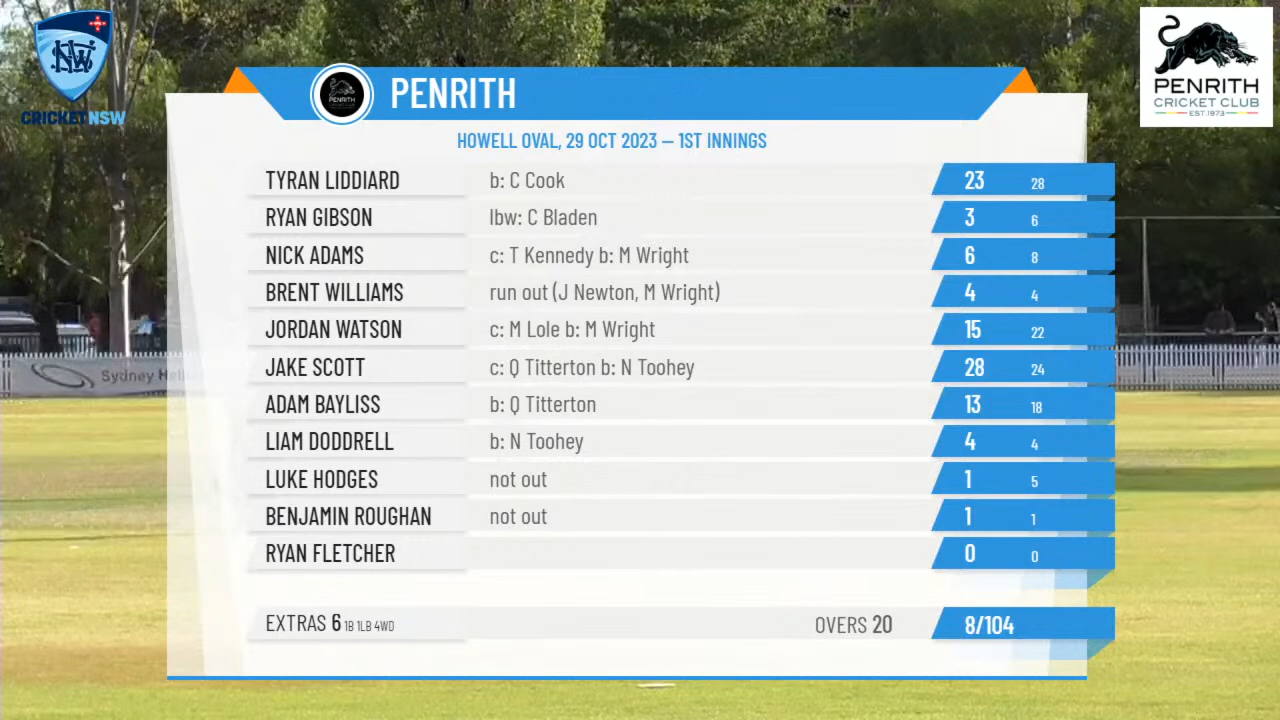 CRICKET NSW
PENRITH
CRICKET CLUB
EST.1973
PENRITH
PENRITH
HOWELL OVAL, 29 OCT 2023 – 1ST INNINGS
TYRAN LIDDIARD b: C Cook 23 28
RYAN GIBSON lbw: C Bladen 3 6
NICK ADAMS c: T Kennedy b: M Wright 6 8
BRENT WILLIAMS run out (J Newton, M Wright) 4 4
JORDAN WATSON c: M Lole b: M Wright 15 22
JAKE SCOTT c: Q Titterton b: N Toohey 28 24
ADAM BAYLISS b: Q Titterton 13 18
LIAM DODDRELL b: N Toohey 4 4
LUKE HODGES not out 1 5
BENJAMIN ROUGHAN not out 1 1
RYAN FLETCHER 0 0
EXTRAS 6 1B 1LB 4WD OVERS 20 8/104
Sydney